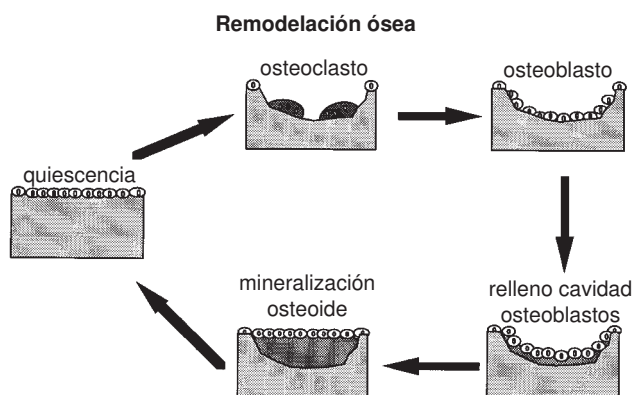 Remodelación ósea
osteoclasto
osteoblasto
quiescencia
mineralización
osteoide
relleno cavidad
osteoblastos